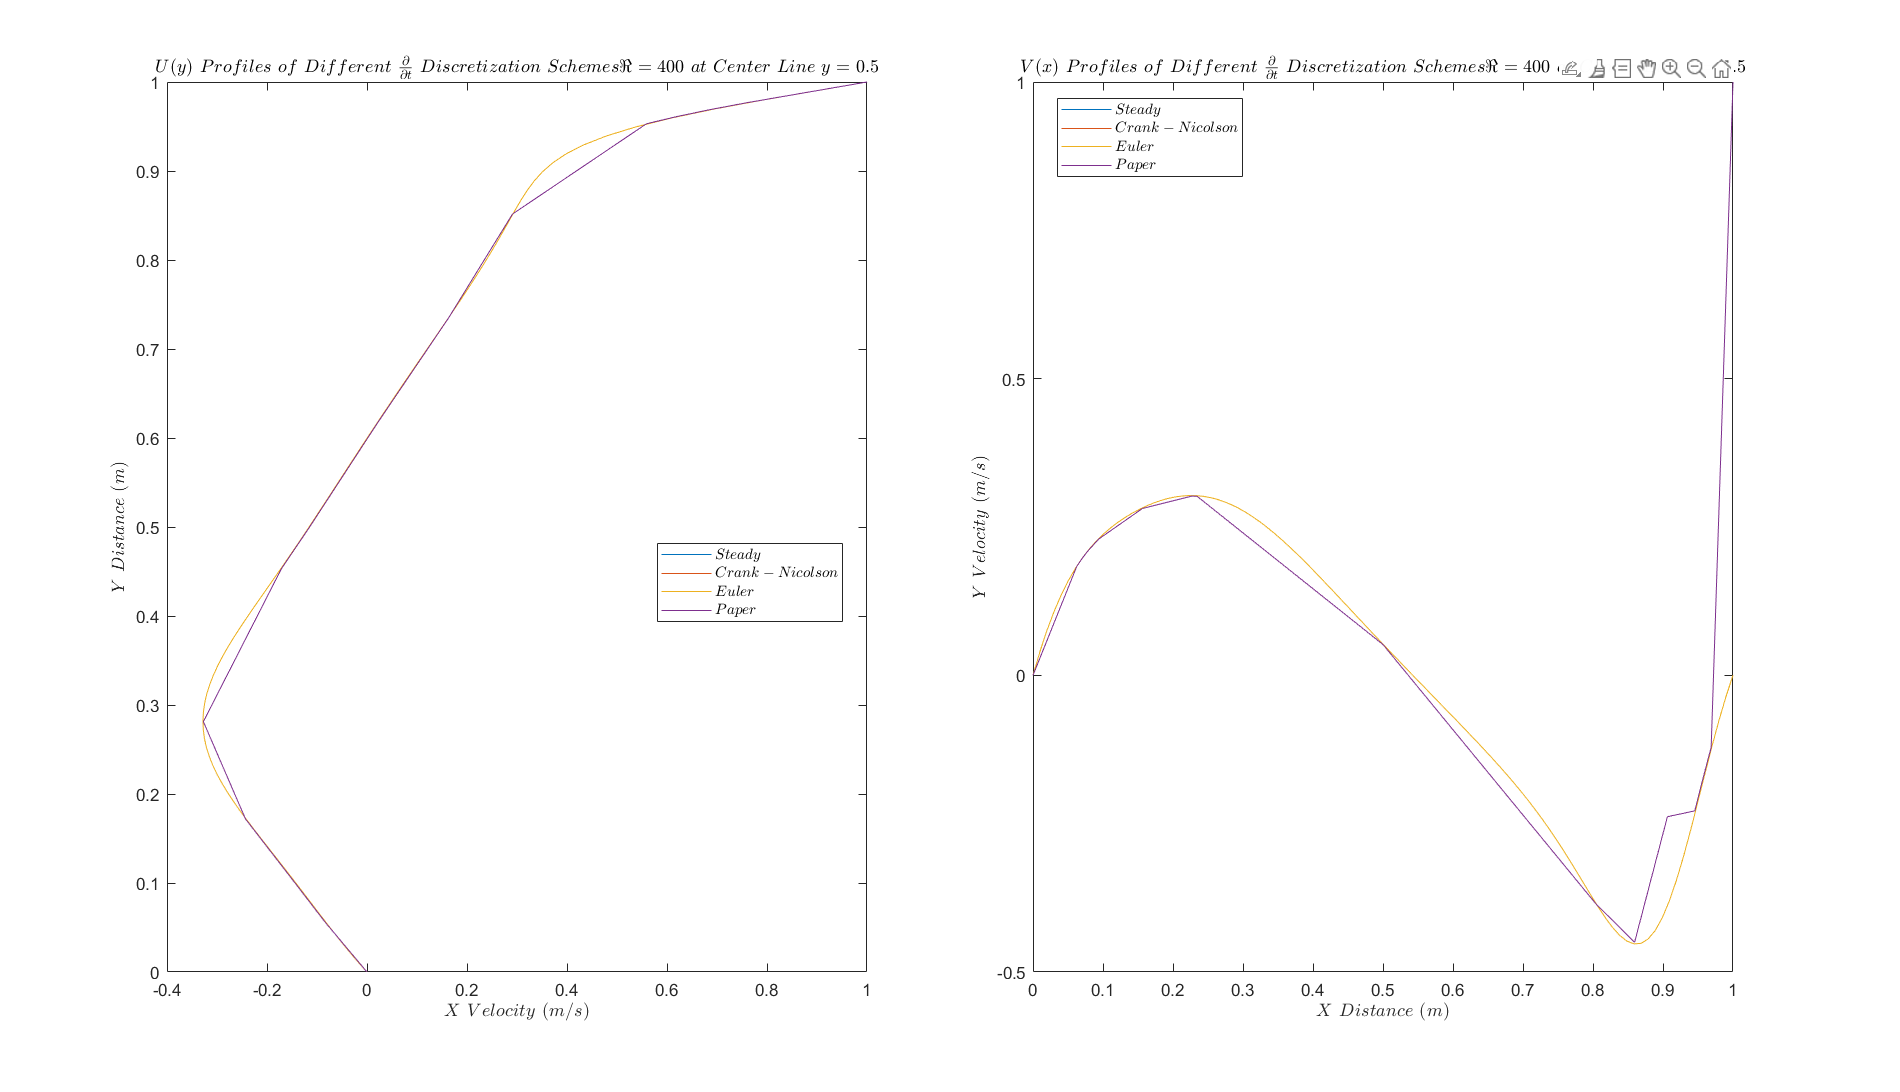 U(y) Profiles of Different ∂/∂t Discretization Schemesℜ = 400 at Center Line y = 0.5
1
0.9
0.8
0.7
0.6
0.5
0.4
0.3
0.2
0.1
0
Y Distance (m)
Steady
Crank − Nicolson
Euler
Paper
-0.4 -0.2 0 0.2 0.4 0.6 0.8 1
X Velocity (m/s)
V(x) Profiles of Different ∂/∂t Discretization Schemesℜ = 400 .5
1
0.5
0
-0.5
Y Velocity (m/s)
Steady
Crank − Nicolson
Euler
Paper
0 0.1 0.2 0.3 0.4 0.5 0.6 0.7 0.8 0.9 1
X Distance (m)